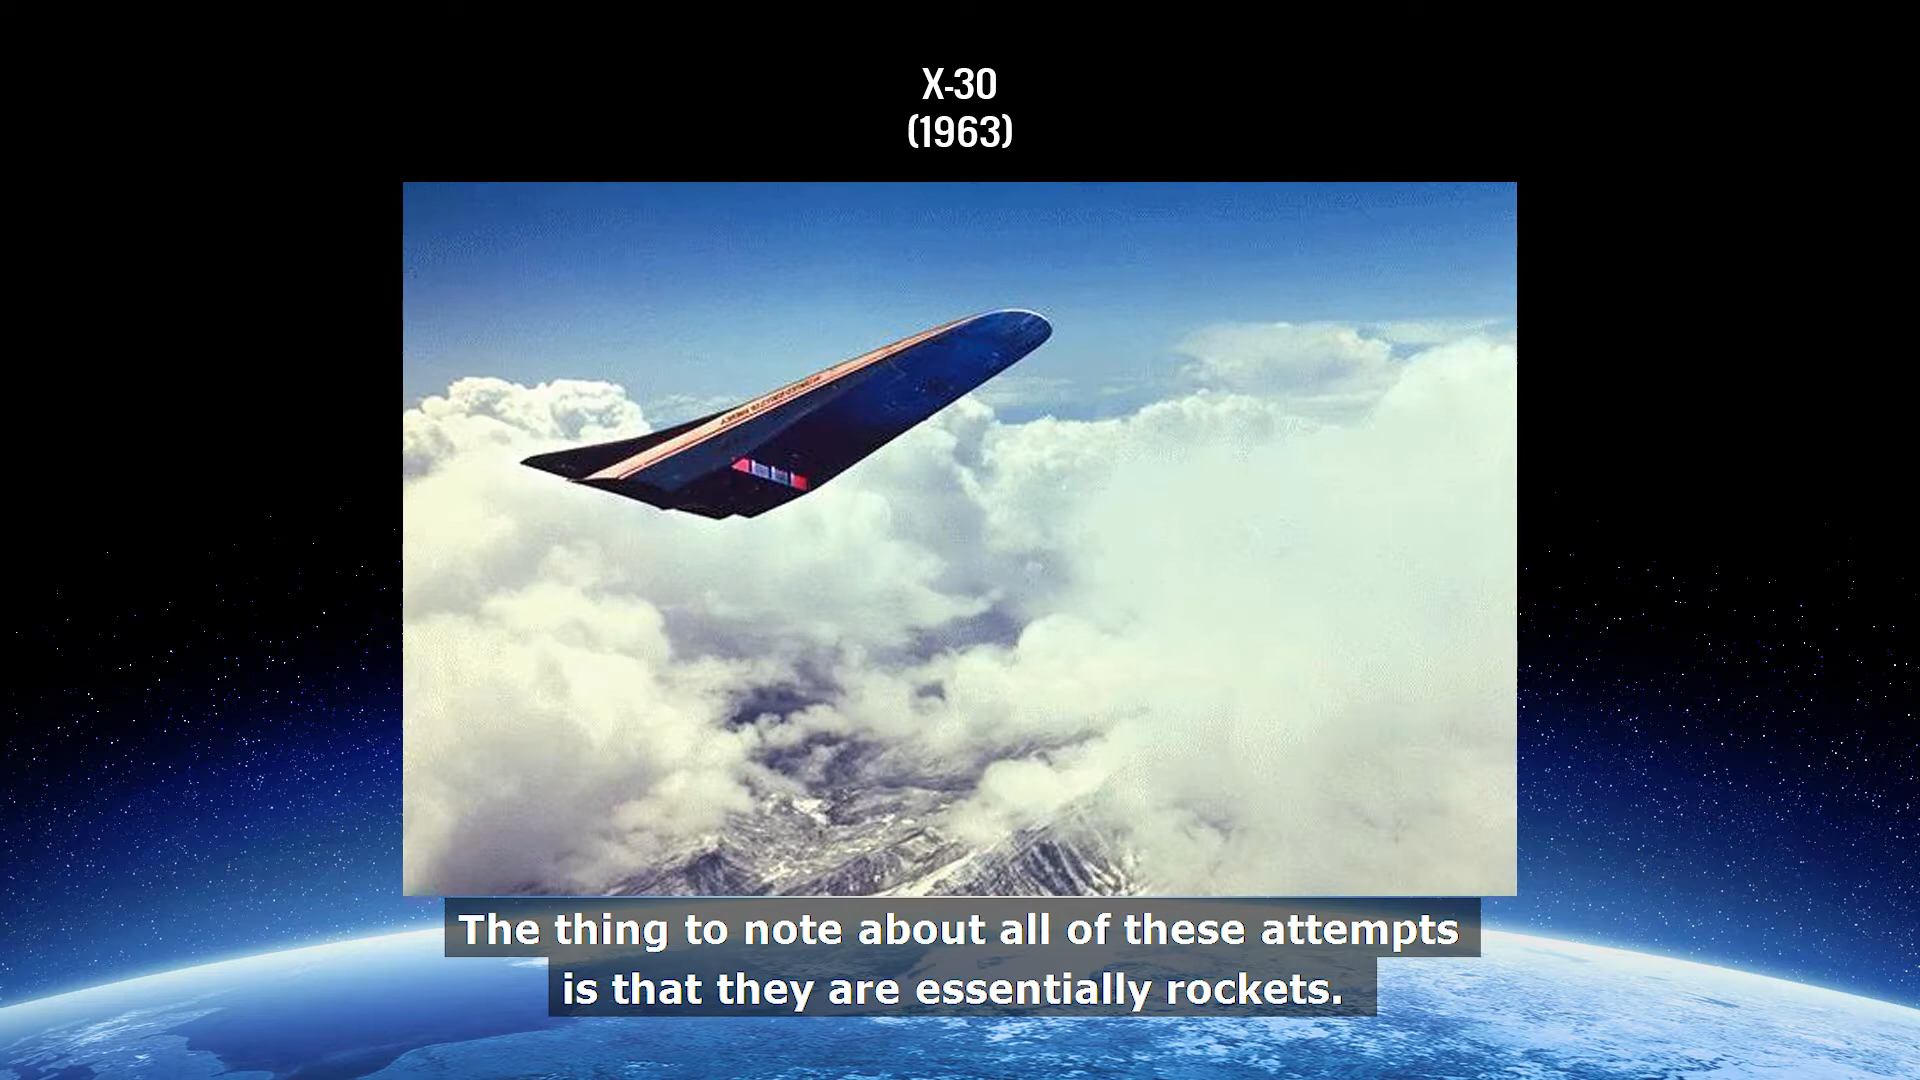 X-30
(1963)
The thing to note about all of these attempts
is that they are essentially rockets.